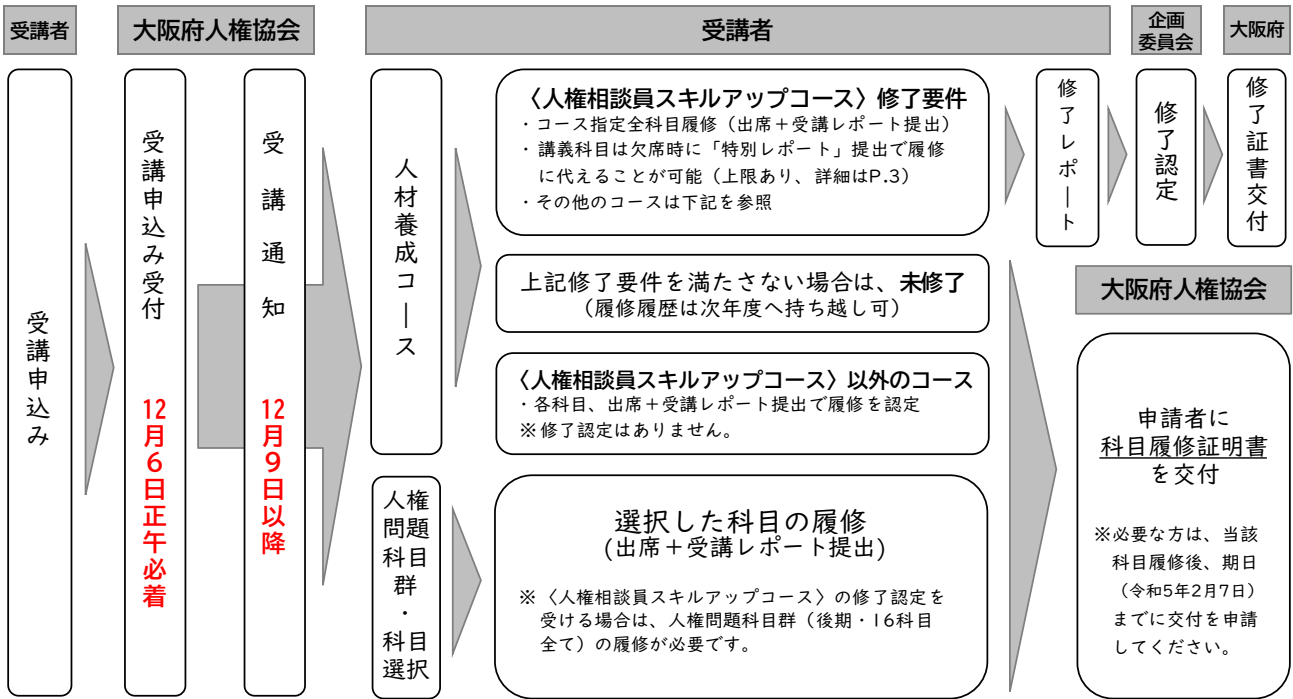 受講者
大阪府人権協会
受講者
企画
委員会
大阪府
受講申込み
受講申込み受付
12月6日正午必着
受講通知
12月9日以降
人材養成コース
〈人権相談員スキルアップコース〉修了要件
・コース指定全科目履修（出席＋受講レポート提出）
・講義科目は欠席時に「特別レポート」提出で履修
に代えることが可能（上限あり、詳細はP.3）
・その他のコースは下記を参照
修了レポート
修了認定
修了証書交付
上記修了要件を満たさない場合は、未修了
（履修履歴は次年度へ持ち越し可）
〈人権相談員スキルアップコース〉以外のコース
・各科目、出席＋受講レポート提出で履修を認定
※修了認定はありません。
人権
問題
科目
群
・
科目
選択
選択した科目の履修
(出席＋受講レポート提出)
※〈人権相談員スキルアップコース〉の修了認定を
受ける場合は、人権問題科目群（後期・16科目
全て）の履修が必要です。
大阪府人権協会
申請者に
科目履修証明書
を交付
※必要な方は、当該
科目履修後、期日
（令和5年2月7日）
までに交付を申請
してください。